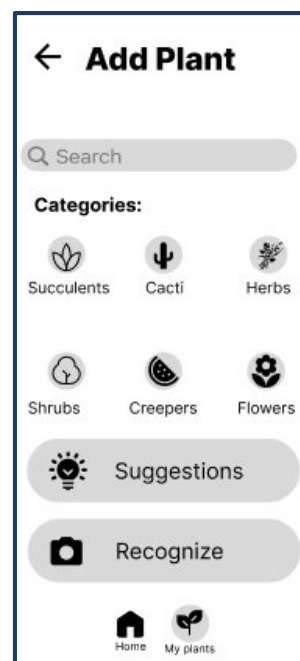 Add Plant
Search
Categories:
Succulents Cacti Herbs
Shrubs Creepers Flowers
Suggestions
Recognize
Home My plants